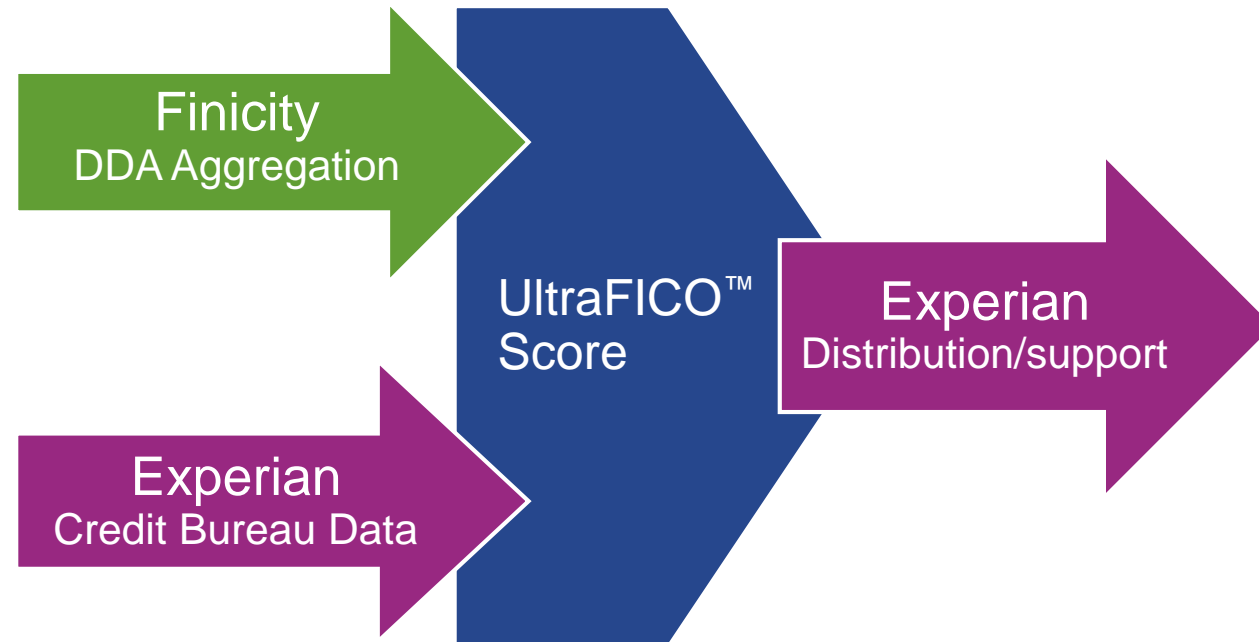 Finicity
DDA Aggregation
UltraFICO™
Score
Experian
Distribution/support
Experian
Credit Bureau Data